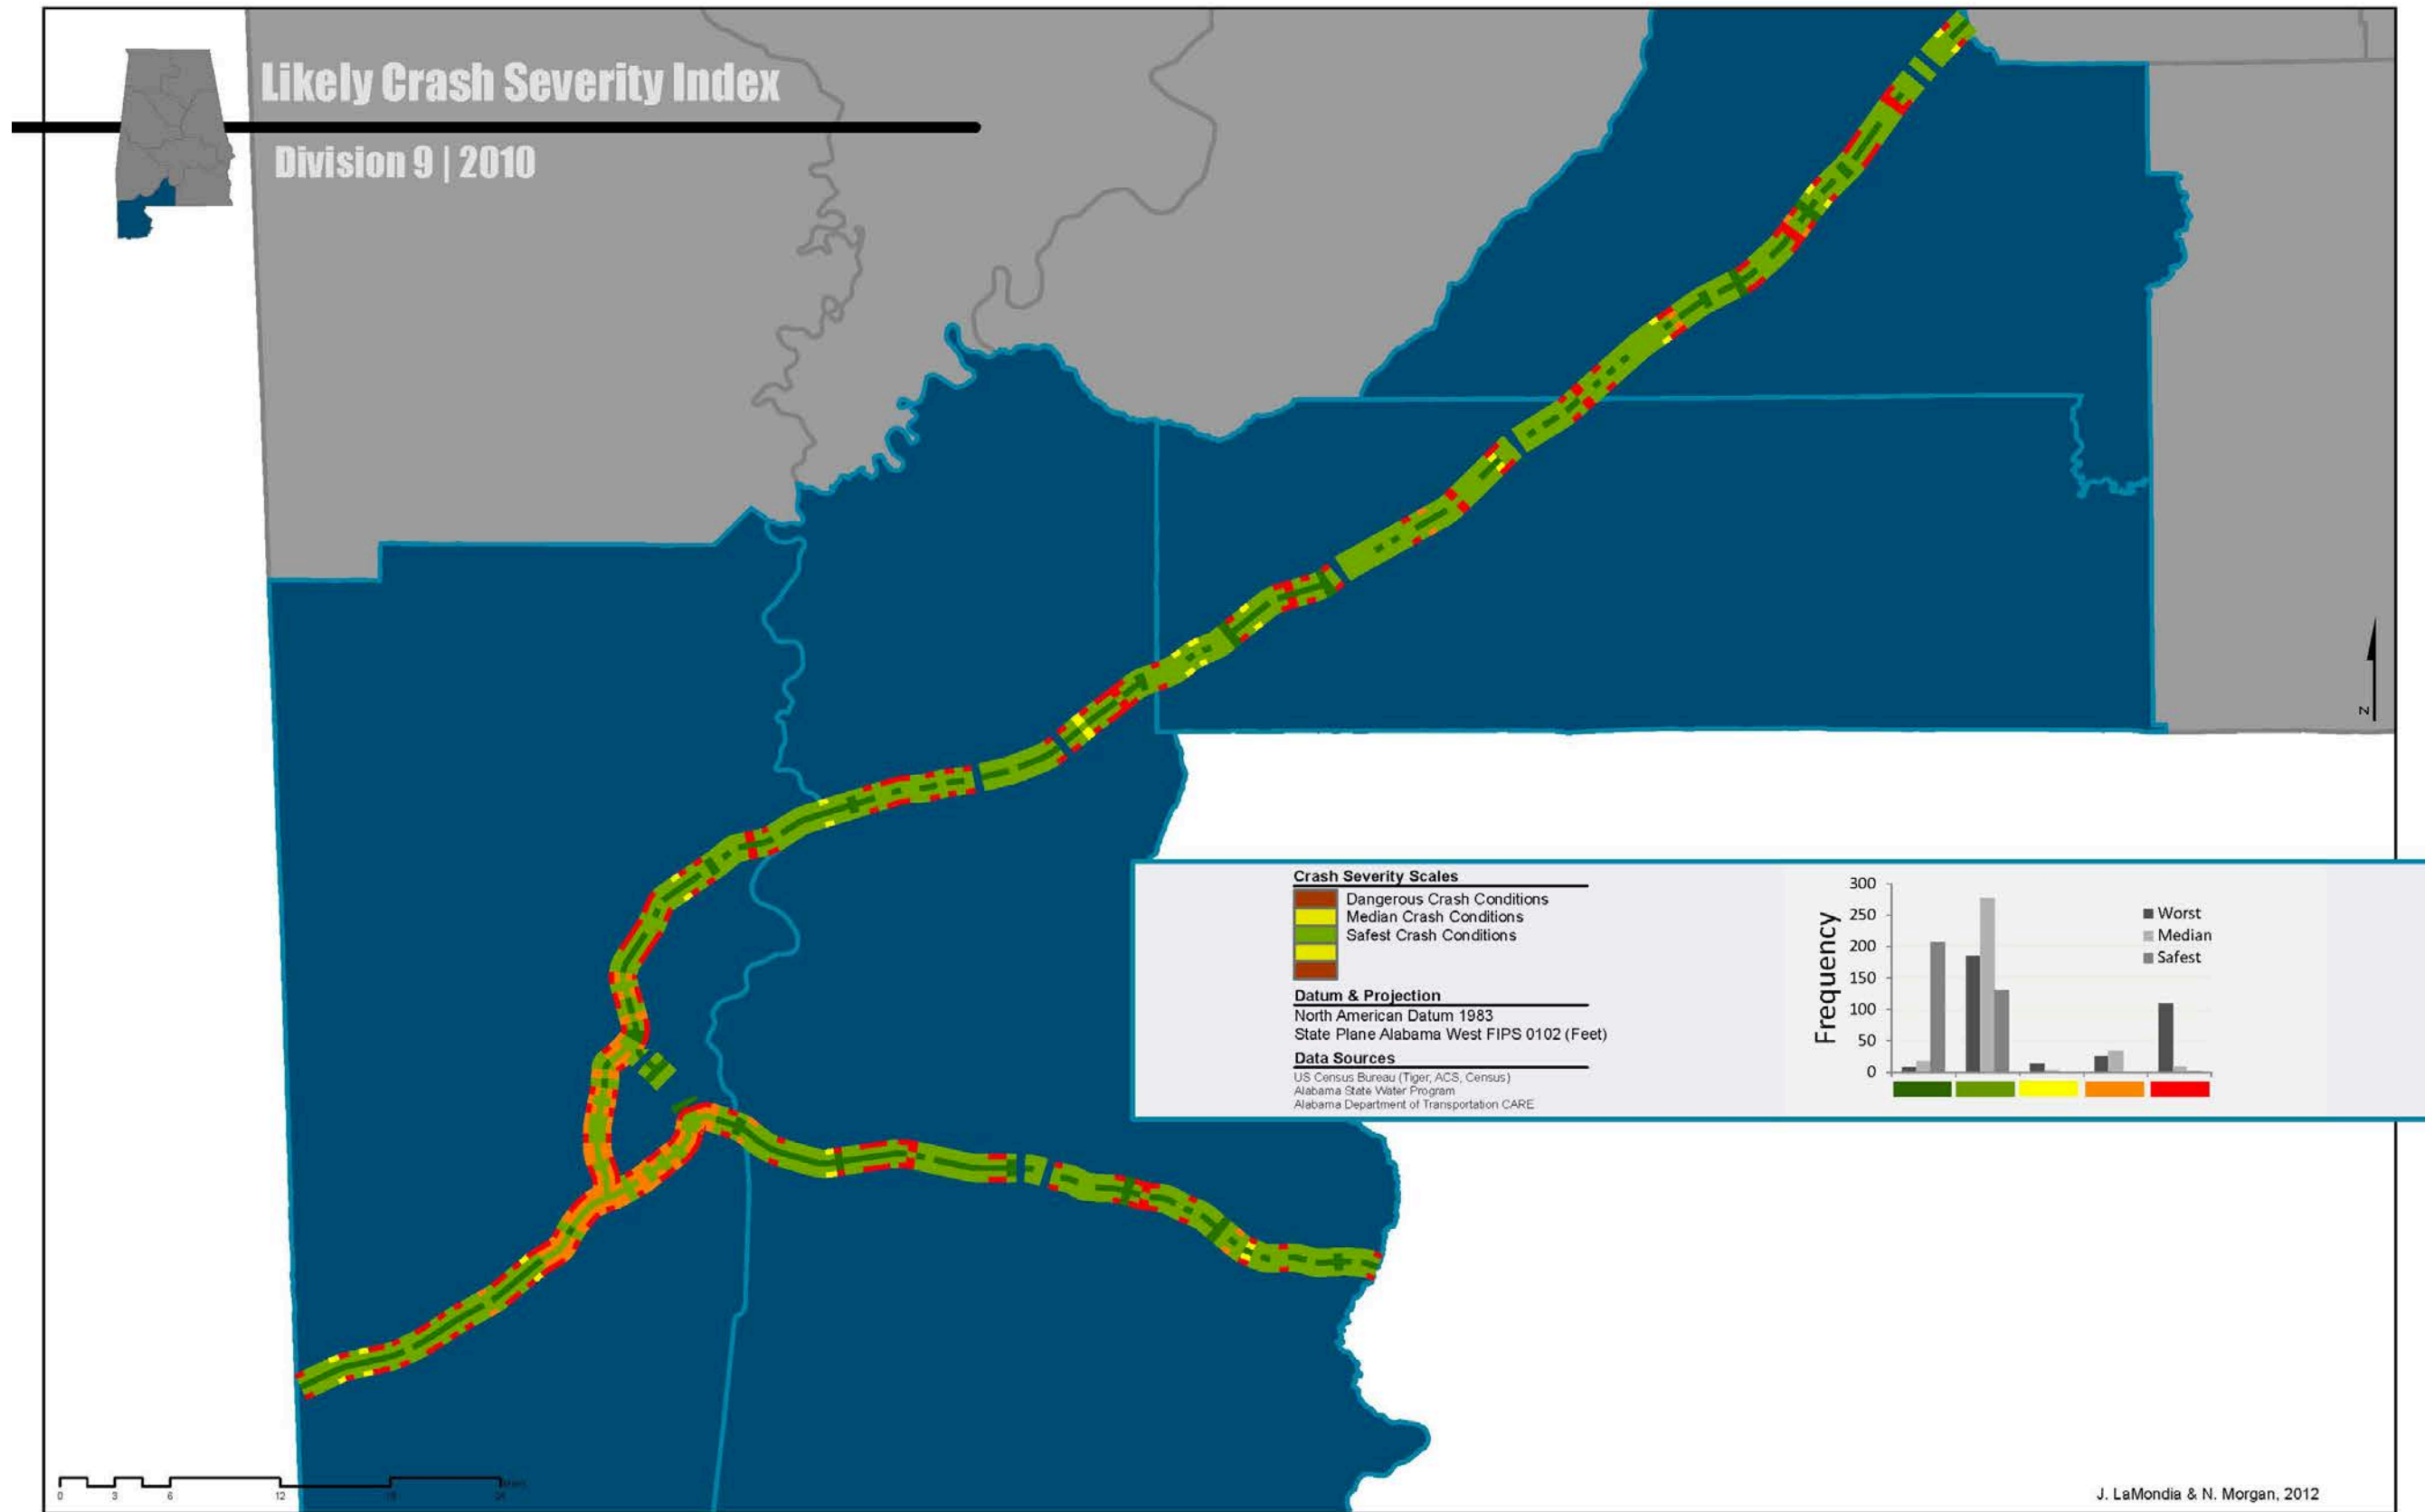 Likely Crash Severity Index
Division 9 | 2010
Crash Severity Scales
Dangerous Crash Conditions
Median Crash Conditions
Safest Crash Conditions
Datum & Projection
North American Datum 1983
State Plane Alabama West FIPS 0102 (Feet)
Data Sources
US Census Bureau (Tiger, ACS, Census)
Alabama State Water Program
Alabama Department of Transportation CARE
Frequency
300
250
200
150
100
50
0
Worst
Median
Safest
N
0 3 6 12
J. LaMondia & N. Morgan, 2012